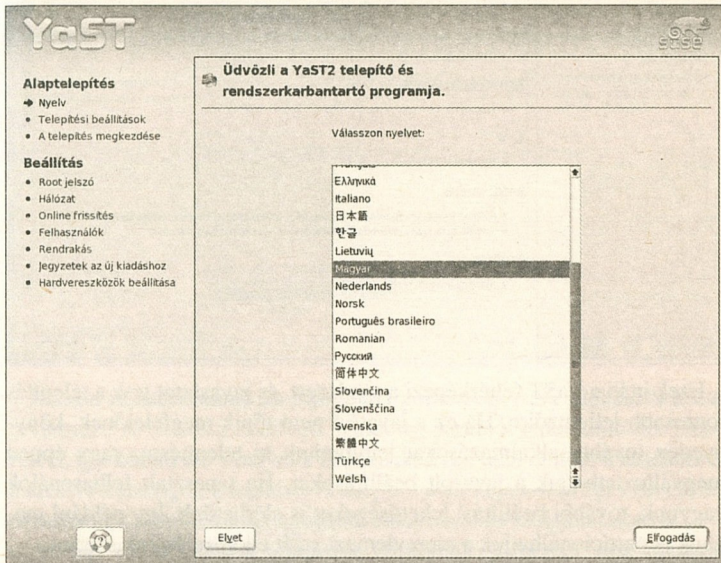 YaST
SUSE
Alaptelepítés
Nyelv
Telepítési beállítások
A telepítés megkezdése
Beállítás
Root jelszó
Hálózat
Online frissítés
Felhasználók
Rendrakás
Jegyzetek az új kiadáshoz
Hardvereszközök beállítása
Üdvözli a YaST2 telepítő és
rendszerkarbantartó programja.
Válasszon nyelvet:
Ελληνικά
Italiano
日本語
한글
Lietuvių
Magyar
Nederlands
Norsk
Português brasileiro
Romanian
Русский
简体中文
Slovenčina
Slovenščina
Svenska
繁體中文
Türkçe
Welsh
Elvet
Elfogadás